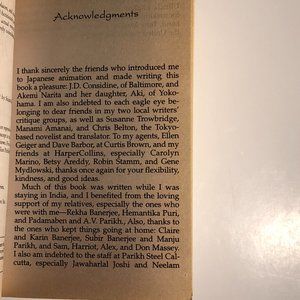 Acknowledgments
I thank sincerely the friends who introduced me
to Japanese animation and made writing this
book a pleasure: J.D. Considine, of Baltimore, and
Akemi Narita and her daughter, Aki, of Yoko-
hama. I am also indebted to each eagle eye be-
longing to dear friends in my two local writers'
critique groups, as well as Susanne Trowbridge,
Manami Amanai, and Chris Belton, the Tokyo-
based novelist and translator. To my agents, Ellen
Geiger and Dave Barbor, at Curtis Brown, and my
friends at HarperCollins, especially Carolyn
Marino, Betsy Areddy, Robin Stamm, and Gene
Mydlowski, thanks once again for your flexibility,
kindness, and good ideas.
Much of this book was written while I was
staying in India, and I benefited from the loving
support of my relatives, especially the ones who
were with me—Rekha Banerjee, Hemantika Puri,
and Padamaben and A.V. Parikh. Also, thanks to
the ones who kept things going at home: Claire
and Karin Banerjee, Subir Banerjee and Manju
Parikh, and Sam, Harriot, Alex, and Don Massey.
I also am indebted to the staff at Parikh Steel Cal-
cutta, especially Jawaharlal Joshi and Neelam